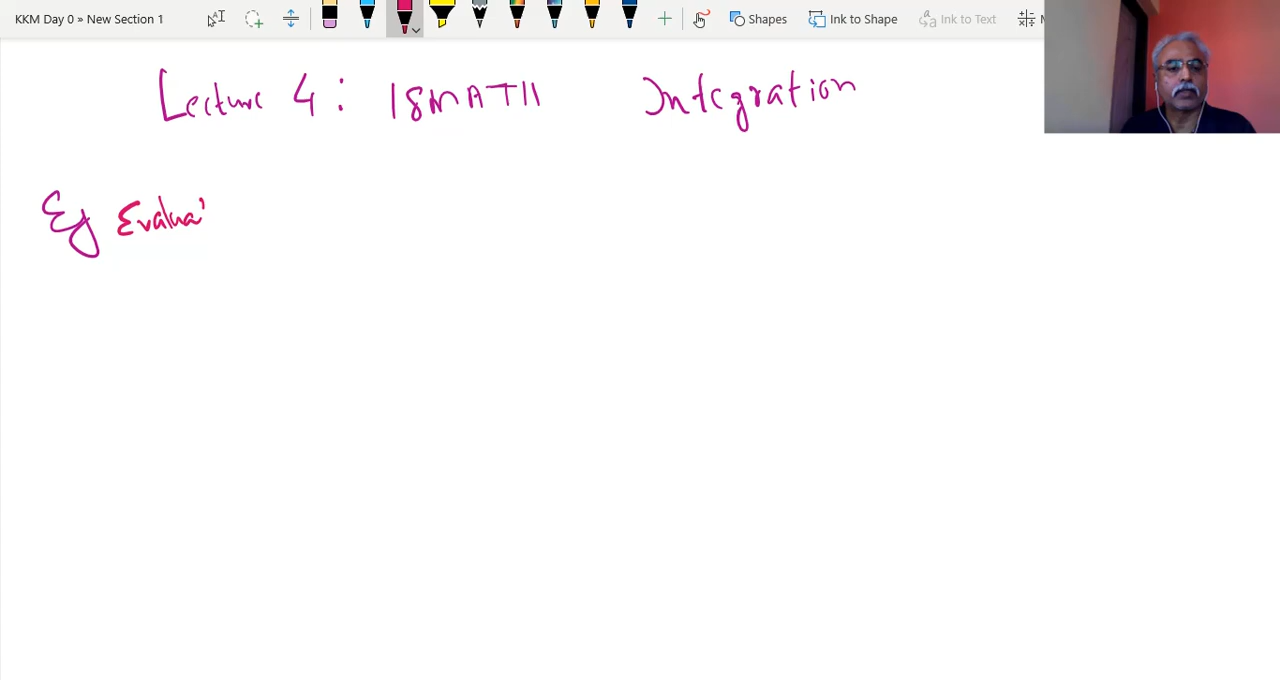 KKM Day 0 » New Section 1
Shapes
Ink to Shape
Ink to Text
Lecture 4: 18MAT11 Integration
Eg Evalua